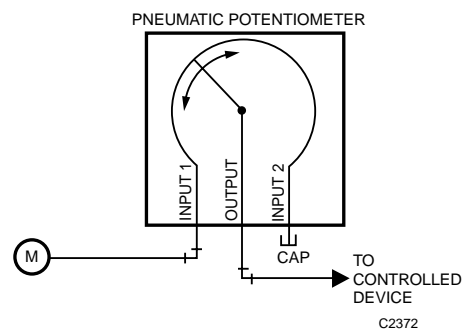 PNEUMATIC POTENTIOMETER
INPUT 1
OUTPUT
INPUT 2
CAP
M
TO
CONTROLLED
DEVICE
C2372